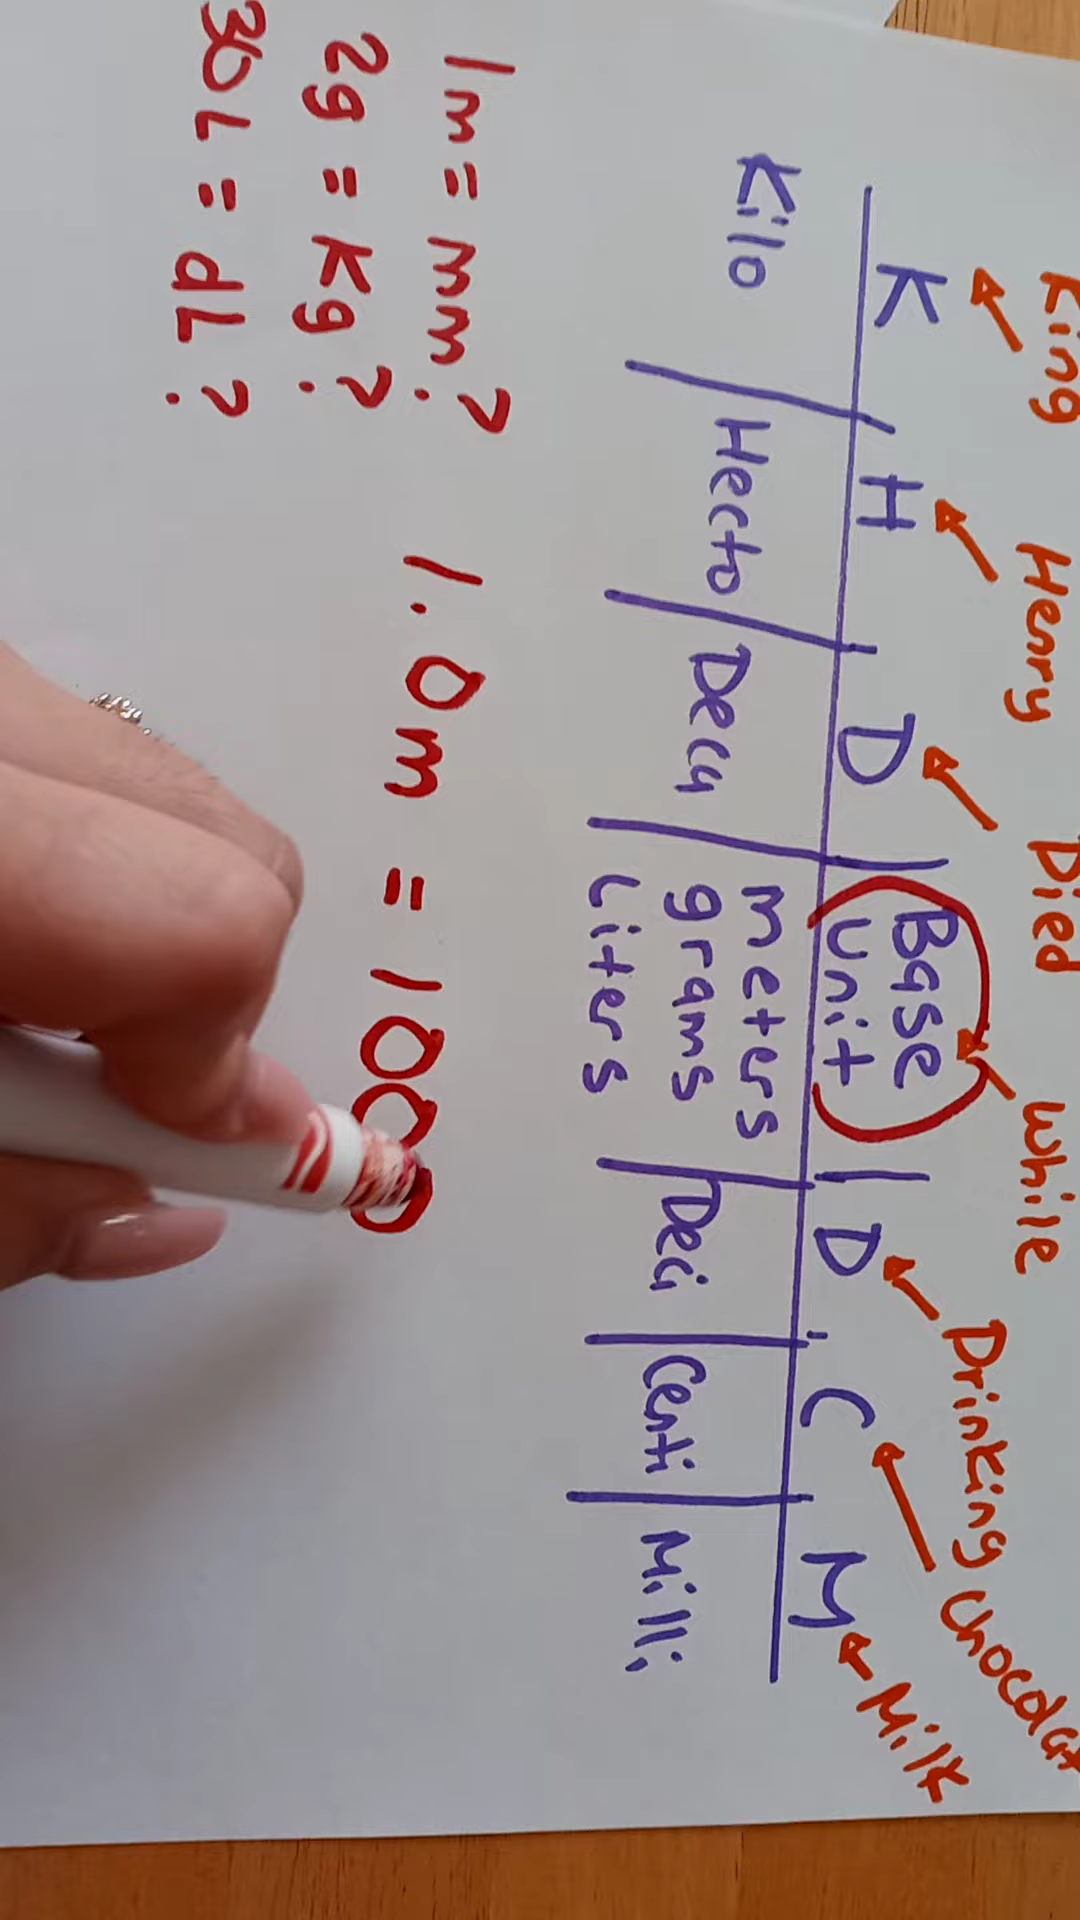 King Henry Died While Drinking Chocolat Milk
K H D Base Unit D C M
Kilo Hecto Deca meters grams Liters Deci Centi Milli
1m = mm?
2g = Kg?
30L = dL?
1.0m = 1000